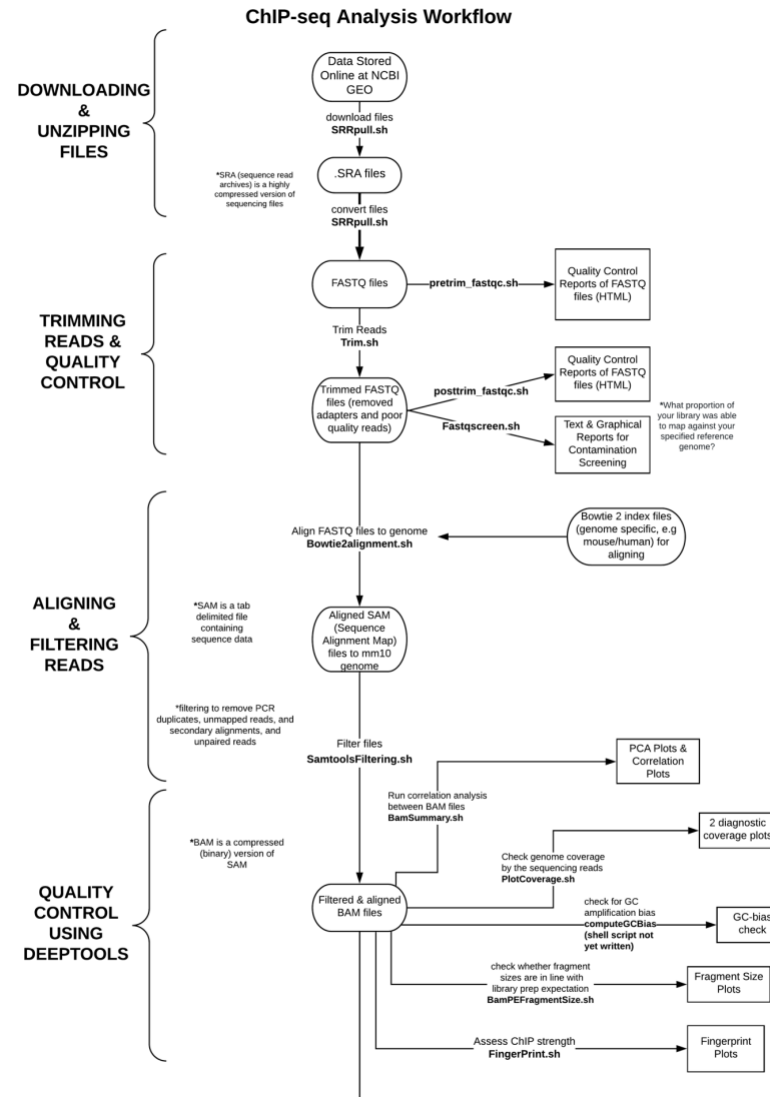 ChIP-seq Analysis Workflow
DOWNLOADING
&
UNZIPPING
FILES
Data Stored
Online at NCBI
GEO
download files
SRRpull.sh
*SRA (sequence read
archives) is a highly
compressed version of
sequencing files
.SRA files
convert files
SRRpull.sh
TRIMMING
READS &
QUALITY
CONTROL
FASTQ files
pretrim_fastqc.sh
Quality Control
Reports of FASTQ
files (HTML)
Trim Reads
Trim.sh
Trimmed FASTQ
files (removed
adapters and poor
quality reads)
posttrim_fastqc.sh
Quality Control
Reports of FASTQ
files (HTML)
Fastqscreen.sh
Text & Graphical
Reports for
Contamination
Screening
*What proportion of
your library was able
to map against your
specified reference
genome?
ALIGNING
&
FILTERING
READS
Align FASTQ files to genome
Bowtie2alignment.sh
Bowtie 2 index files
(genome specific, e.g
mouse/human) for
aligning
*SAM is a tab
delimited file
containing
sequence data
Aligned SAM
(Sequence
Alignment Map)
files to mm10
genome
*filtering to remove PCR
duplicates, unmapped reads, and
secondary alignments, and
unpaired reads
Filter files
SamtoolsFiltering.sh
QUALITY
CONTROL
USING
DEEPTOOLS
*BAM is a compressed
(binary) version of
SAM
Filtered & aligned
BAM files
Run correlation analysis
between BAM files
BamSummary.sh
PCA Plots &
Correlation
Plots
Check genome coverage
by the sequencing reads
PlotCoverage.sh
2 diagnostic
coverage plots
check for GC
amplification bias
computeGCBias
(shell script not
yet written)
GC-bias
check
check whether fragment
sizes are in line with
library prep expectation
BamPEFragmentSize.sh
Fragment Size
Plots
Assess ChIP strength
FingerPrint.sh
Fingerprint
Plots